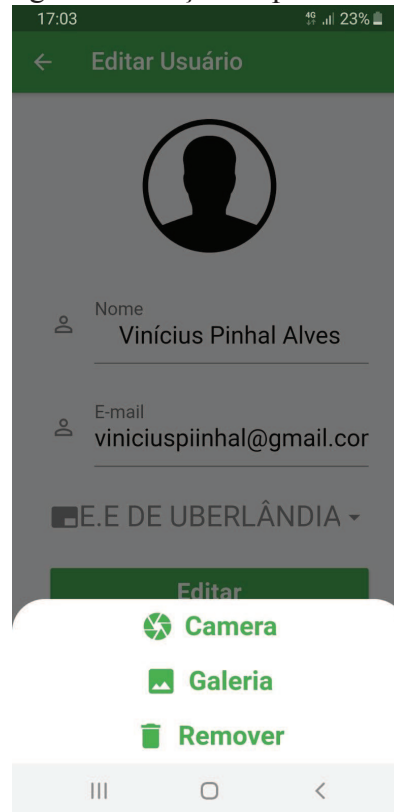 17:03 4G 23%
Editar Usuário
Nome
Vinícius Pinhal Alves
E-mail
viniciuspiinhal@gmail.cor
E.E DE UBERLÂNDIA
Editar
Camera
Galeria
Remover